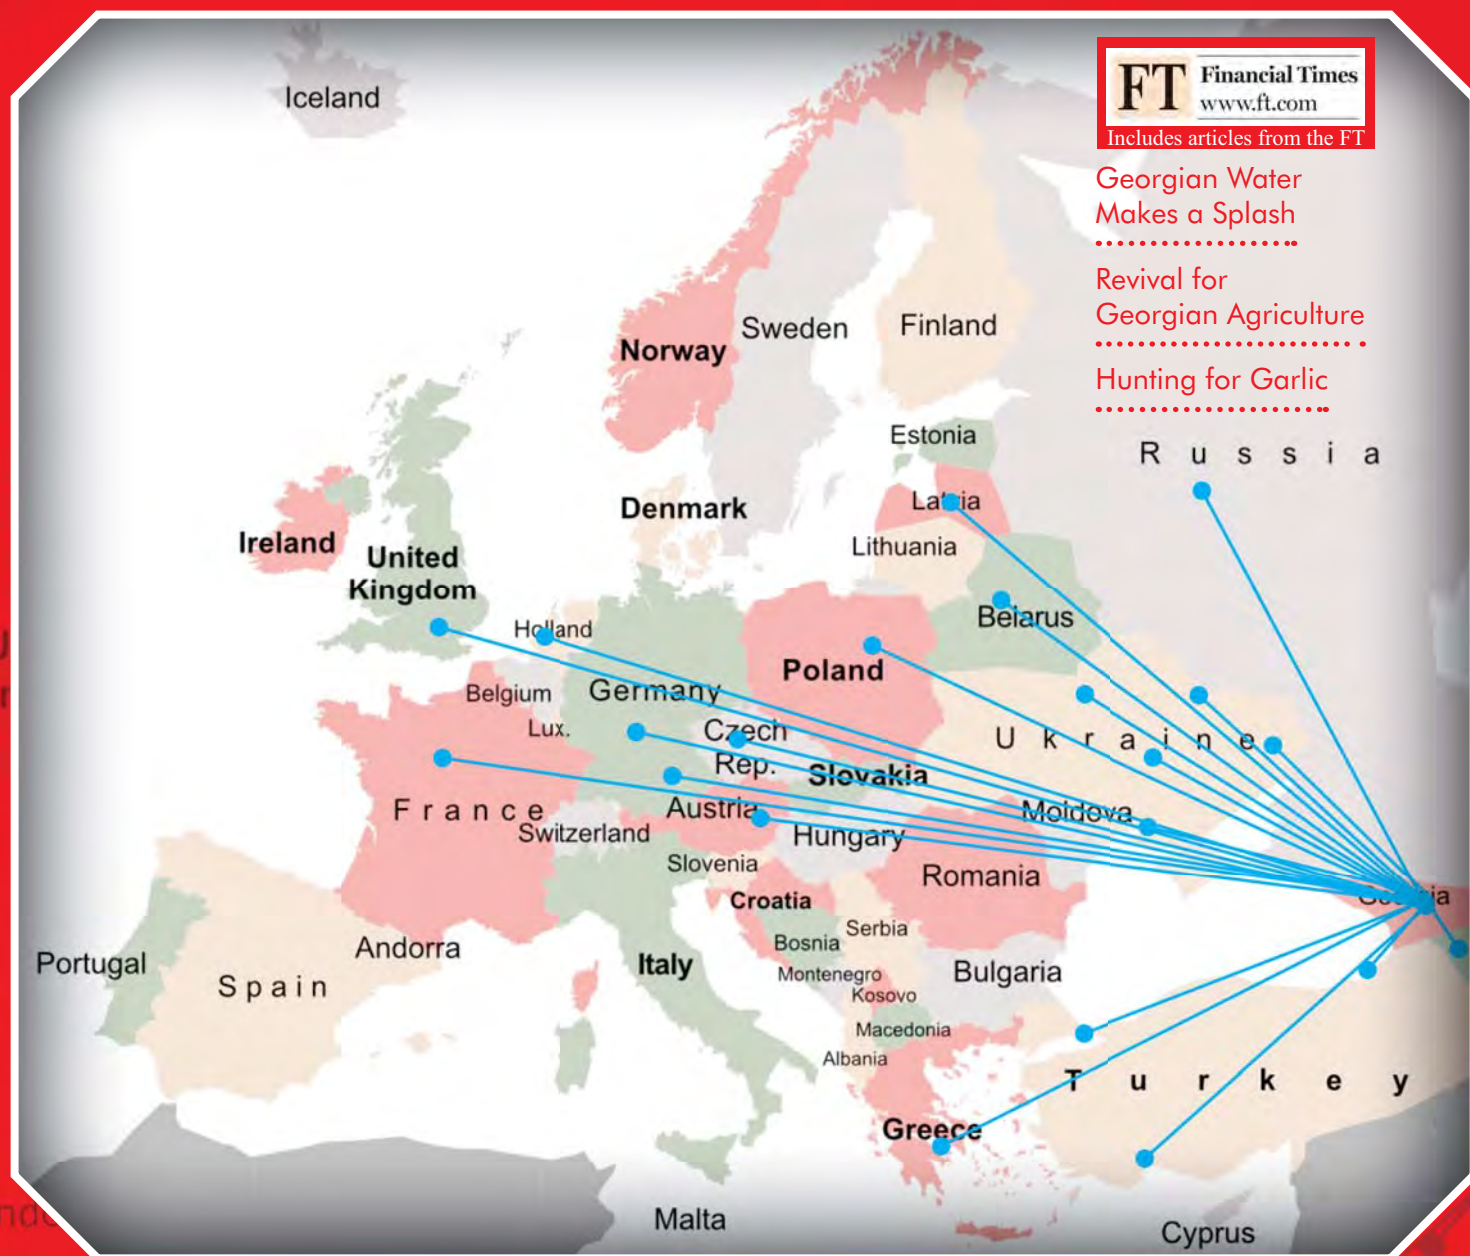 Iceland
FT Financial Times
www.ft.com
Includes articles from the FT
Georgian Water
Makes a Splash
Revival for
Georgian Agriculture
Hunting for Garlic
Norway
Sweden
Finland
Estonia
Russia
Latvia
Denmark
Ireland
United
Kingdom
Lithuania
Belarus
Holland
Poland
Belgium
Germany
Lux.
Czech
Rep.
Ukraine
Slovakia
France
Austria
Moldova
Switzerland
Hungary
Slovenia
Romania
Croatia
Georgia
Serbia
Bosnia
Portugal
Andorra
Italy
Montenegro
Bulgaria
Spain
Kosovo
Macedonia
Albania
Turkey
Greece
Malta
Cyprus